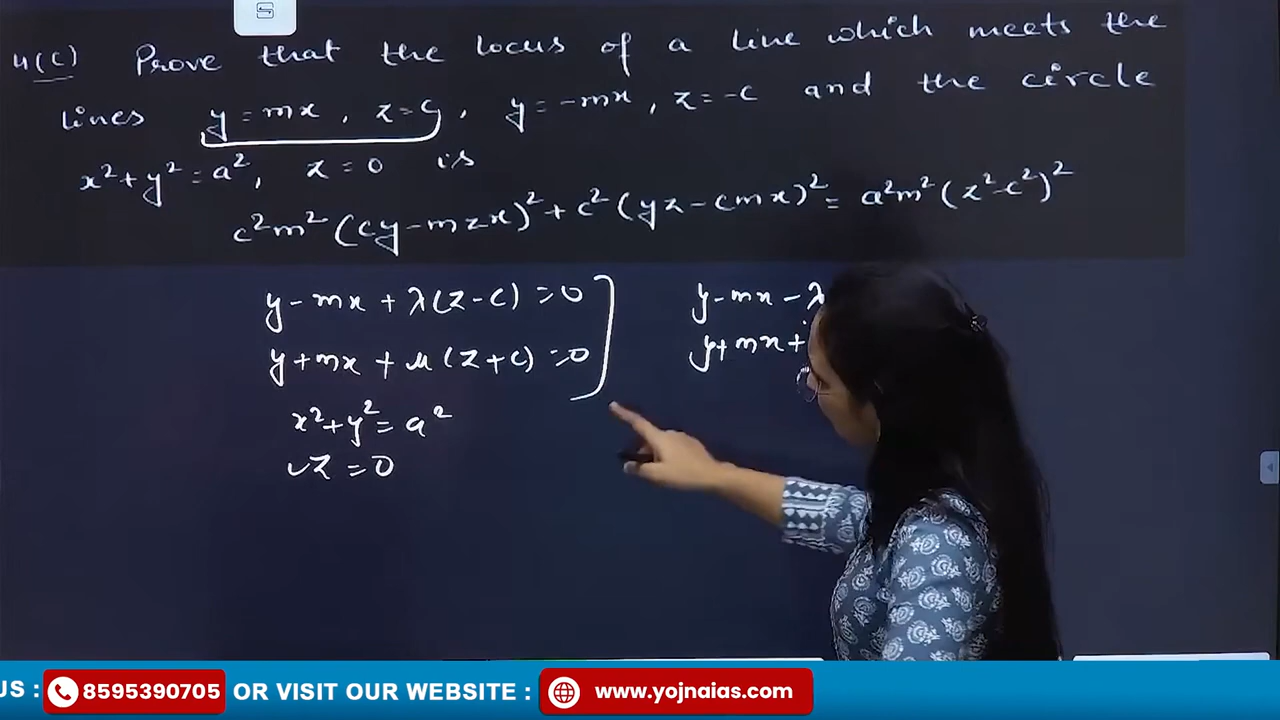 4(C) Prove that the locus of a line which meets the
lines y = mx, z = c, y = -mx, z = -c and the circle
x²+y² = a², z = 0 is
c²m²(cy-mzx)²+c²(yz-cmx)² = a²m²(z²-c²)²
y-mx+λ(z-c) = 0
y+mx+μ(z+c) = 0
x²+y² = a²
✓z = 0
y-mx-λ
y+mx+
US : 8595390705 OR VISIT OUR WEBSITE : www.yojnaias.com